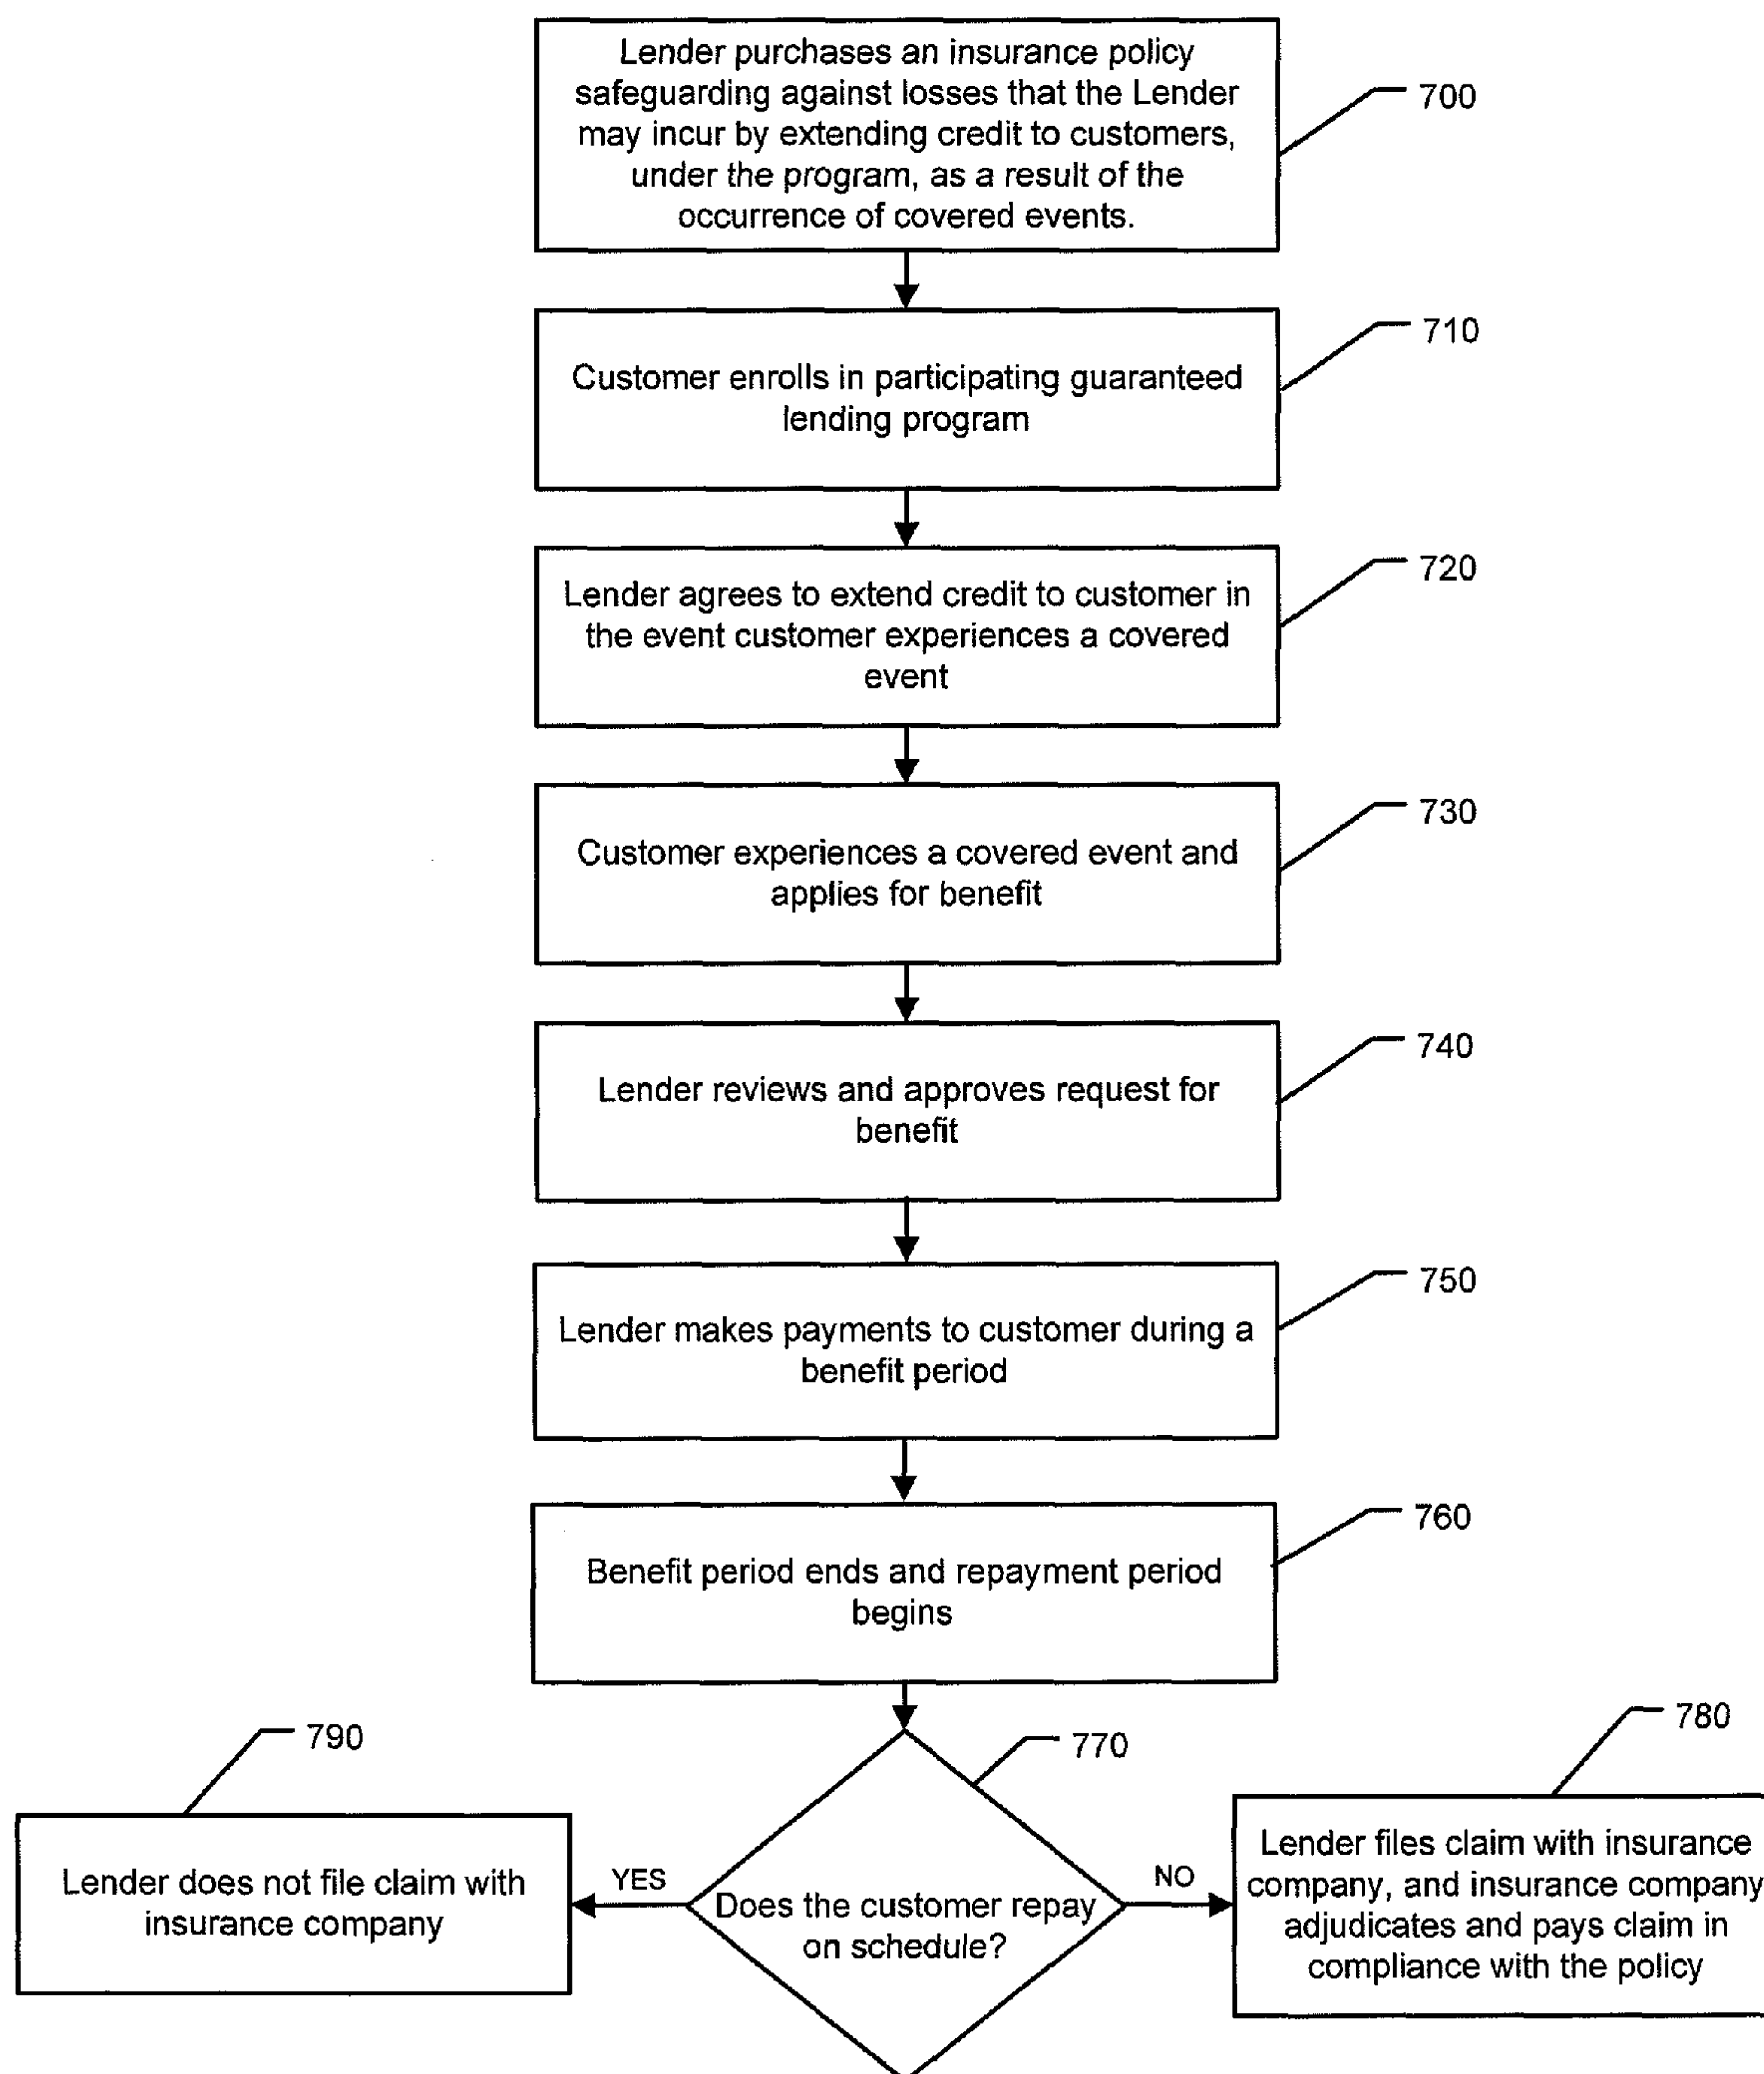 Lender purchases an insurance policy
safeguarding against losses that the Lender
may incur by extending credit to customers,
under the program, as a result of the
occurrence of covered events.
700
Customer enrolls in participating guaranteed
lending program
710
Lender agrees to extend credit to customer in
the event customer experiences a covered
event
720
Customer experiences a covered event and
applies for benefit
730
Lender reviews and approves request for
benefit
740
Lender makes payments to customer during a
benefit period
750
Benefit period ends and repayment period
begins
760
770
Does the customer repay
on schedule?
YES
790
Lender does not file claim with
insurance company
NO
780
Lender files claim with insurance
company, and insurance company
adjudicates and pays claim in
compliance with the policy